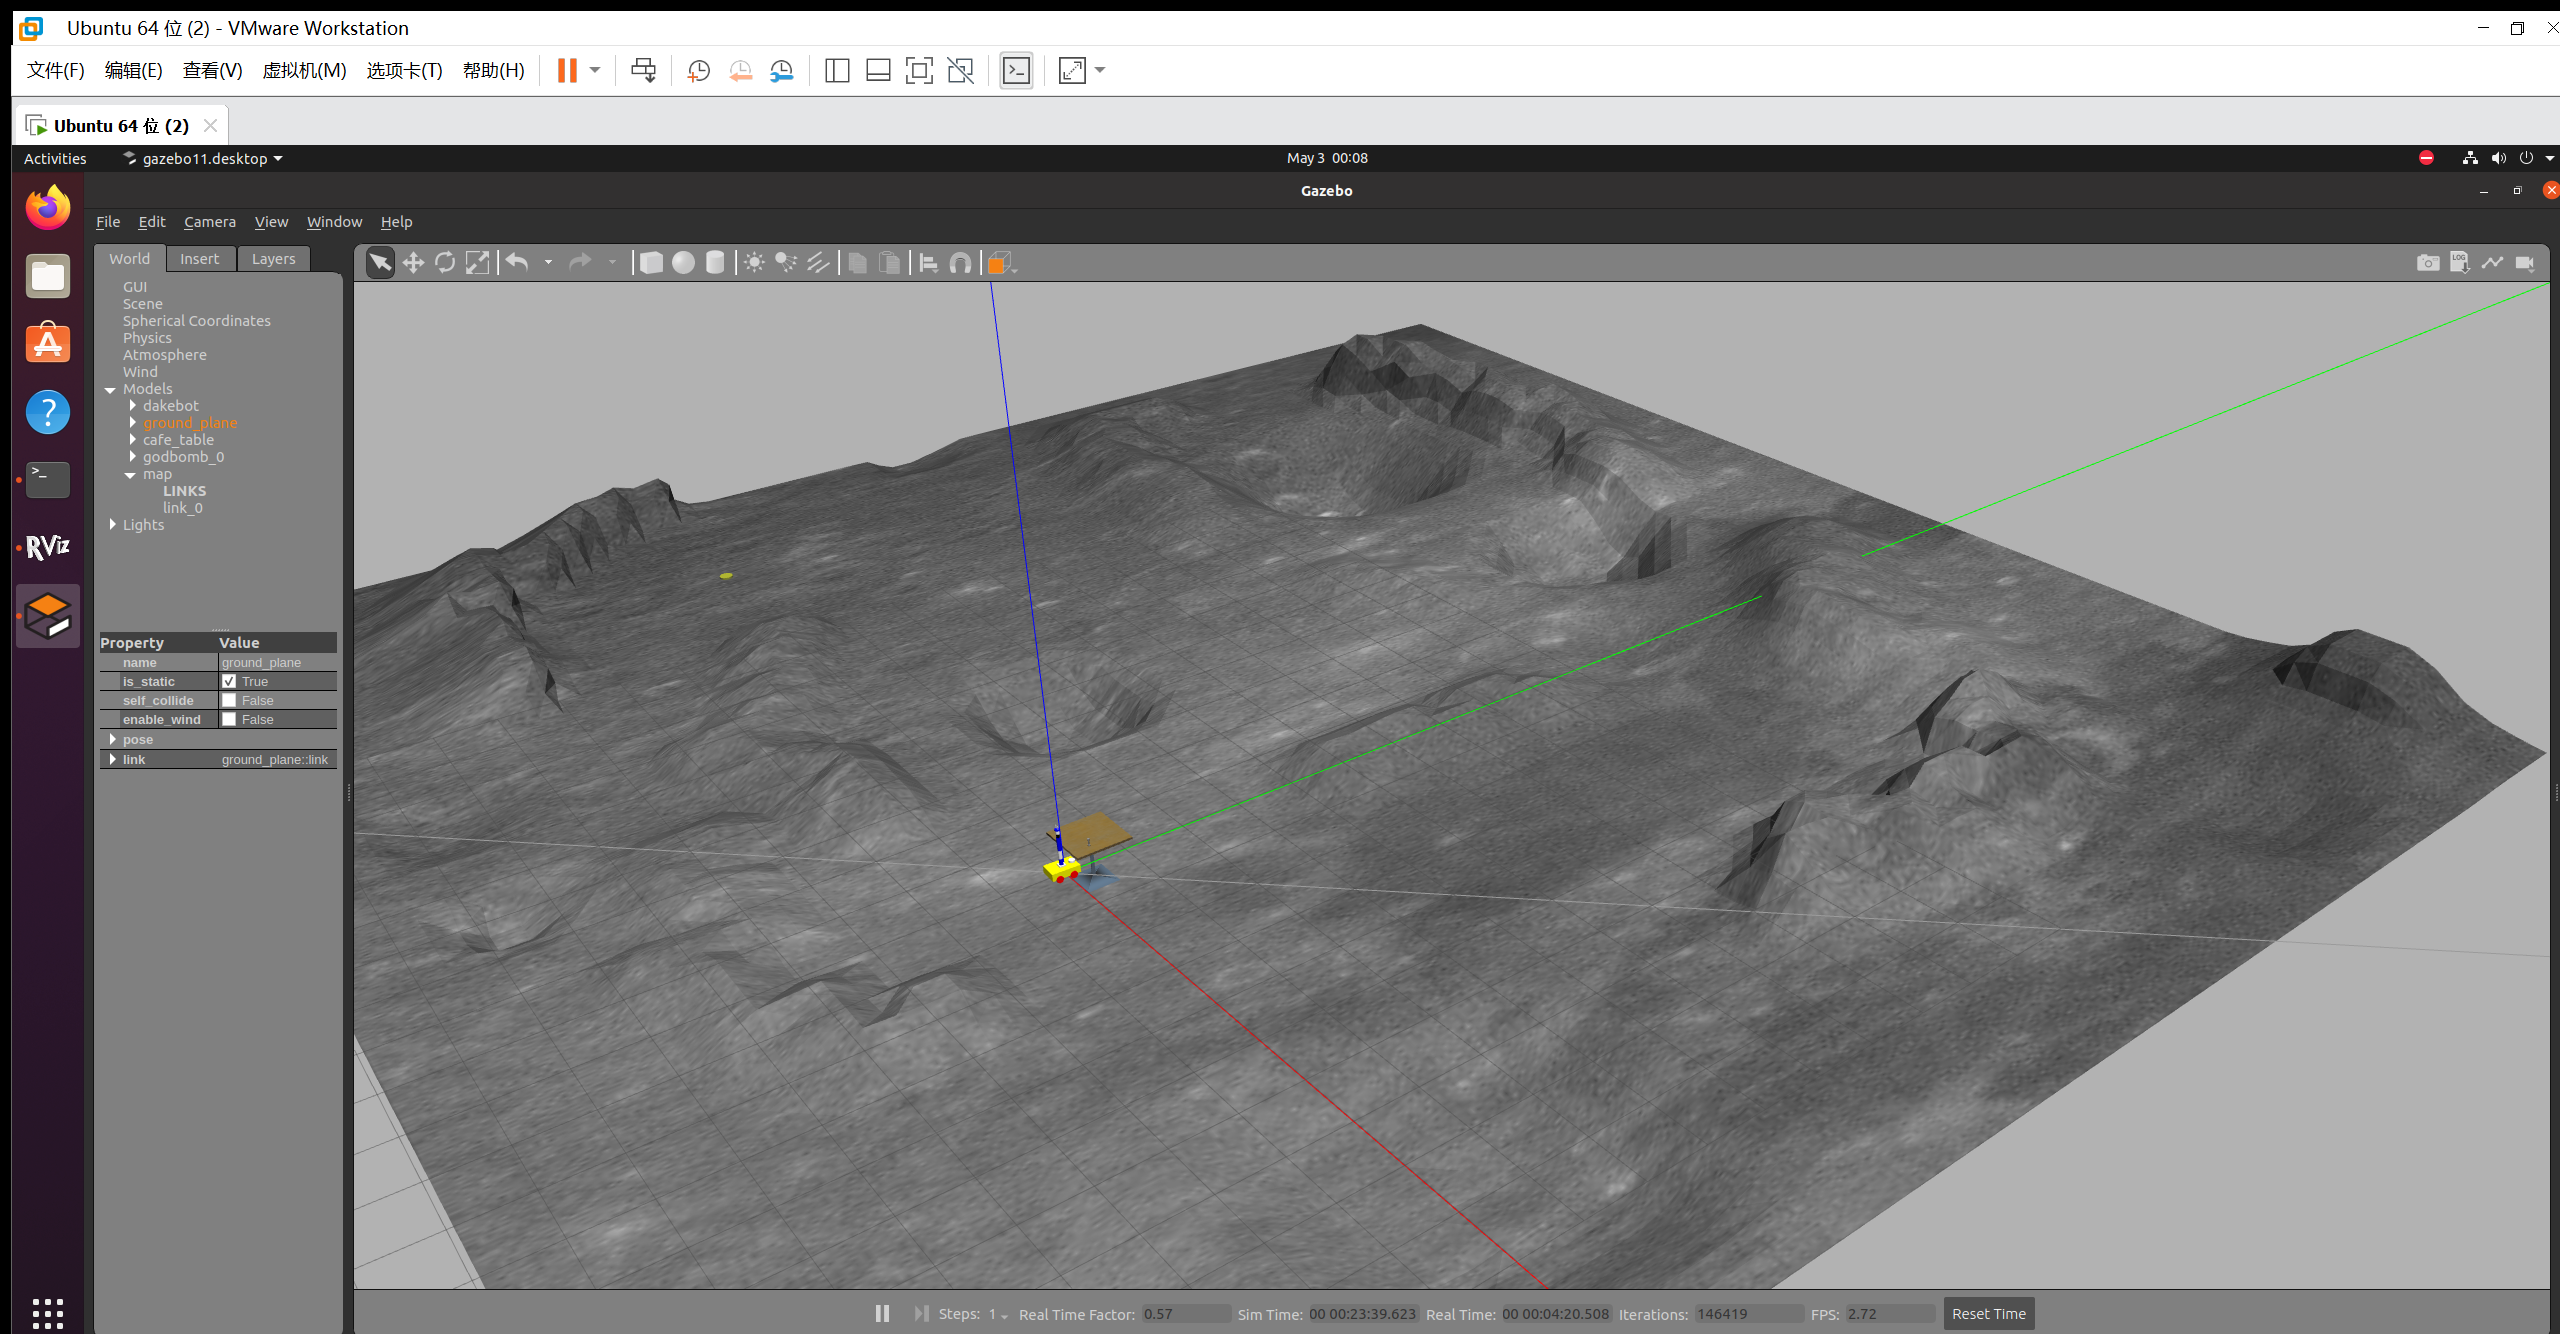 Ubuntu 64 位 (2) - VMware Workstation
文件(F) 编辑(E) 查看(V) 虚拟机(M) 选项卡(T) 帮助(H)
Ubuntu 64 位 (2)
Activities gazebo11.desktop May 3 00:08
Gazebo
File Edit Camera View Window Help
World Insert Layers
LOG
GUI
Scene
Spherical Coordinates
Physics
Atmosphere
Wind
Models
dakebot
ground_plane
cafe_table
godbomb_0
map
LINKS
link_0
Lights
RViz
Property Value
name ground_plane
is_static True
self_collide False
enable_wind False
pose
link ground_plane::link
Steps: 1 Real Time Factor: 0.57 Sim Time: 00 00:23:39.623 Real Time: 00 00:04:20.508 Iterations: 146419 FPS: 2.72 Reset Time